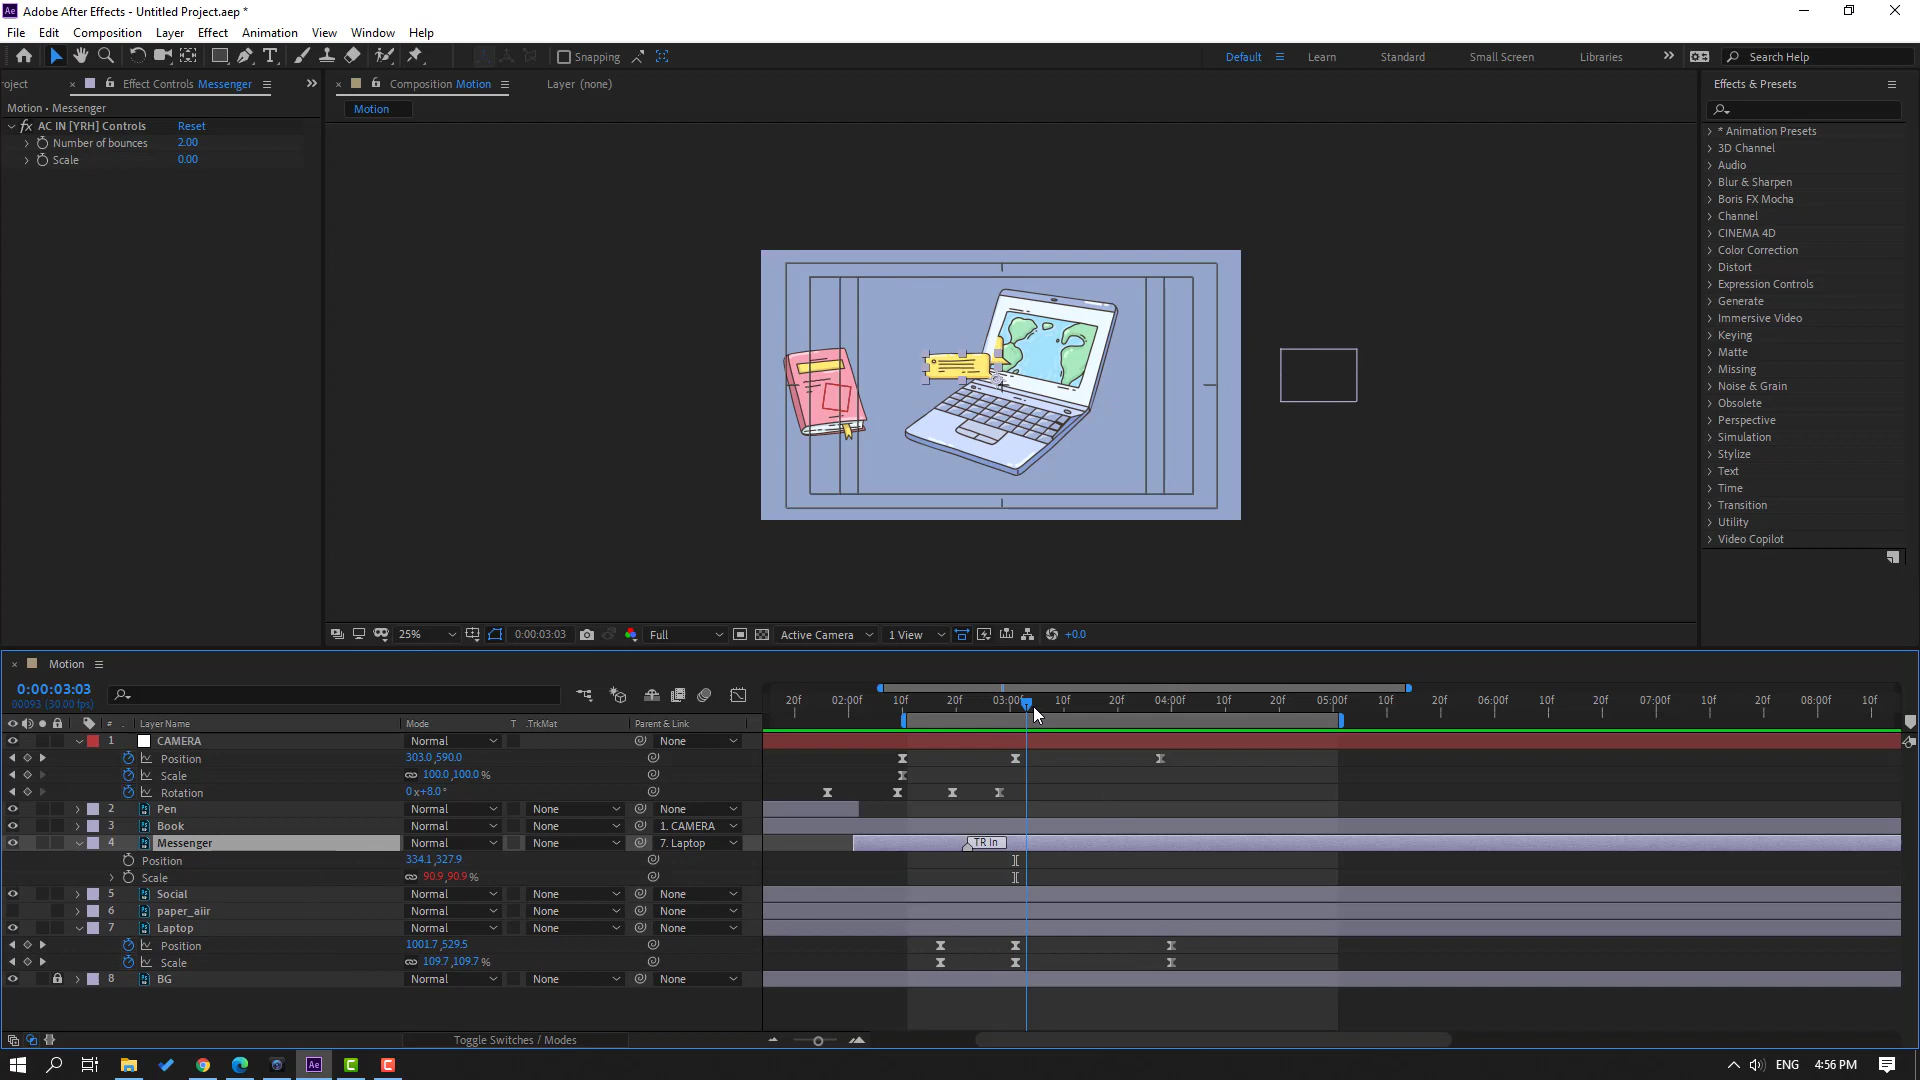 Adobe After Effects - Untitled Project.aep *
File Edit Composition Layer Effect Animation View Window Help
Snapping Default Learn Standard Small Screen Libraries Search Help
roject Effect Controls Messenger Composition Motion Layer (none) Effects & Presets
Motion • Messenger
Motion
fx AC IN [YRH] Controls Reset
Number of bounces 2.00
Scale 0.00
* Animation Presets
3D Channel
Audio
Blur & Sharpen
Boris FX Mocha
Channel
CINEMA 4D
Color Correction
Distort
Expression Controls
Generate
Immersive Video
Keying
Matte
Missing
Noise & Grain
Obsolete
Perspective
Simulation
Stylize
Text
Time
Transition
Utility
Video Copilot
25% 0:00:03:03 Full Active Camera 1 View +0.0
Motion
0:00:03:03
00093 (30.00 fps)
20f 02:00f 10f 20f 03:00f 10f 20f 04:00f 10f 20f 05:00f 10f 20f 06:00f 10f 20f 07:00f 10f 20f 08:00f 10f
# Layer Name Mode T .TrkMat Parent & Link
1 CAMERA Normal None
Position 303.0,590.0
Scale 100.0,100.0 %
Rotation 0x+8.0°
2 Pen Normal None None
3 Book Normal None 1. CAMERA
4 Messenger Normal None 7. Laptop TR In
Position 334.1,327.9
Scale 90.9,90.9 %
5 Social Normal None None
6 paper_aiir Normal None None
7 Laptop Normal None None
Position 1001.7,529.5
Scale 109.7,109.7 %
8 BG Normal None None
Toggle Switches / Modes
Ae ENG 4:56 PM